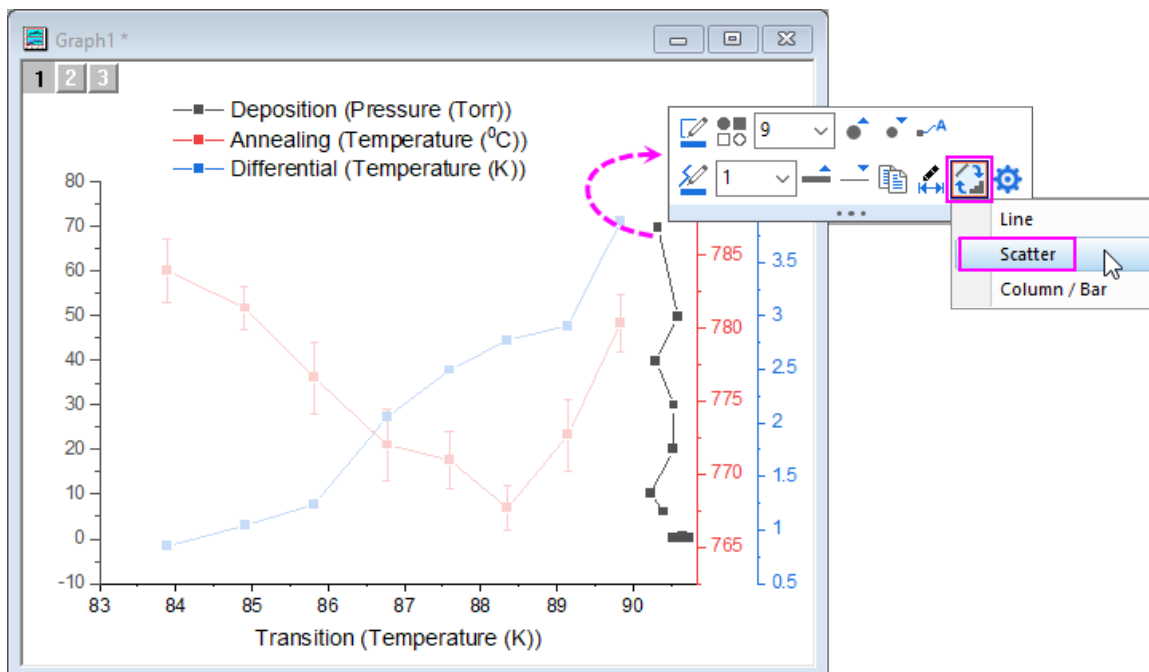 Graph1 *
1 2 3
Deposition (Pressure (Torr))
Annealing (Temperature (⁰C))
Differential (Temperature (K))
9
A
1
Line
Scatter
Column / Bar
80
70
60
50
40
30
20
10
0
-10
785
780
775
770
765
3.5
3
2.5
2
1.5
1
0.5
83 84 85 86 87 88 89 90
Transition (Temperature (K))